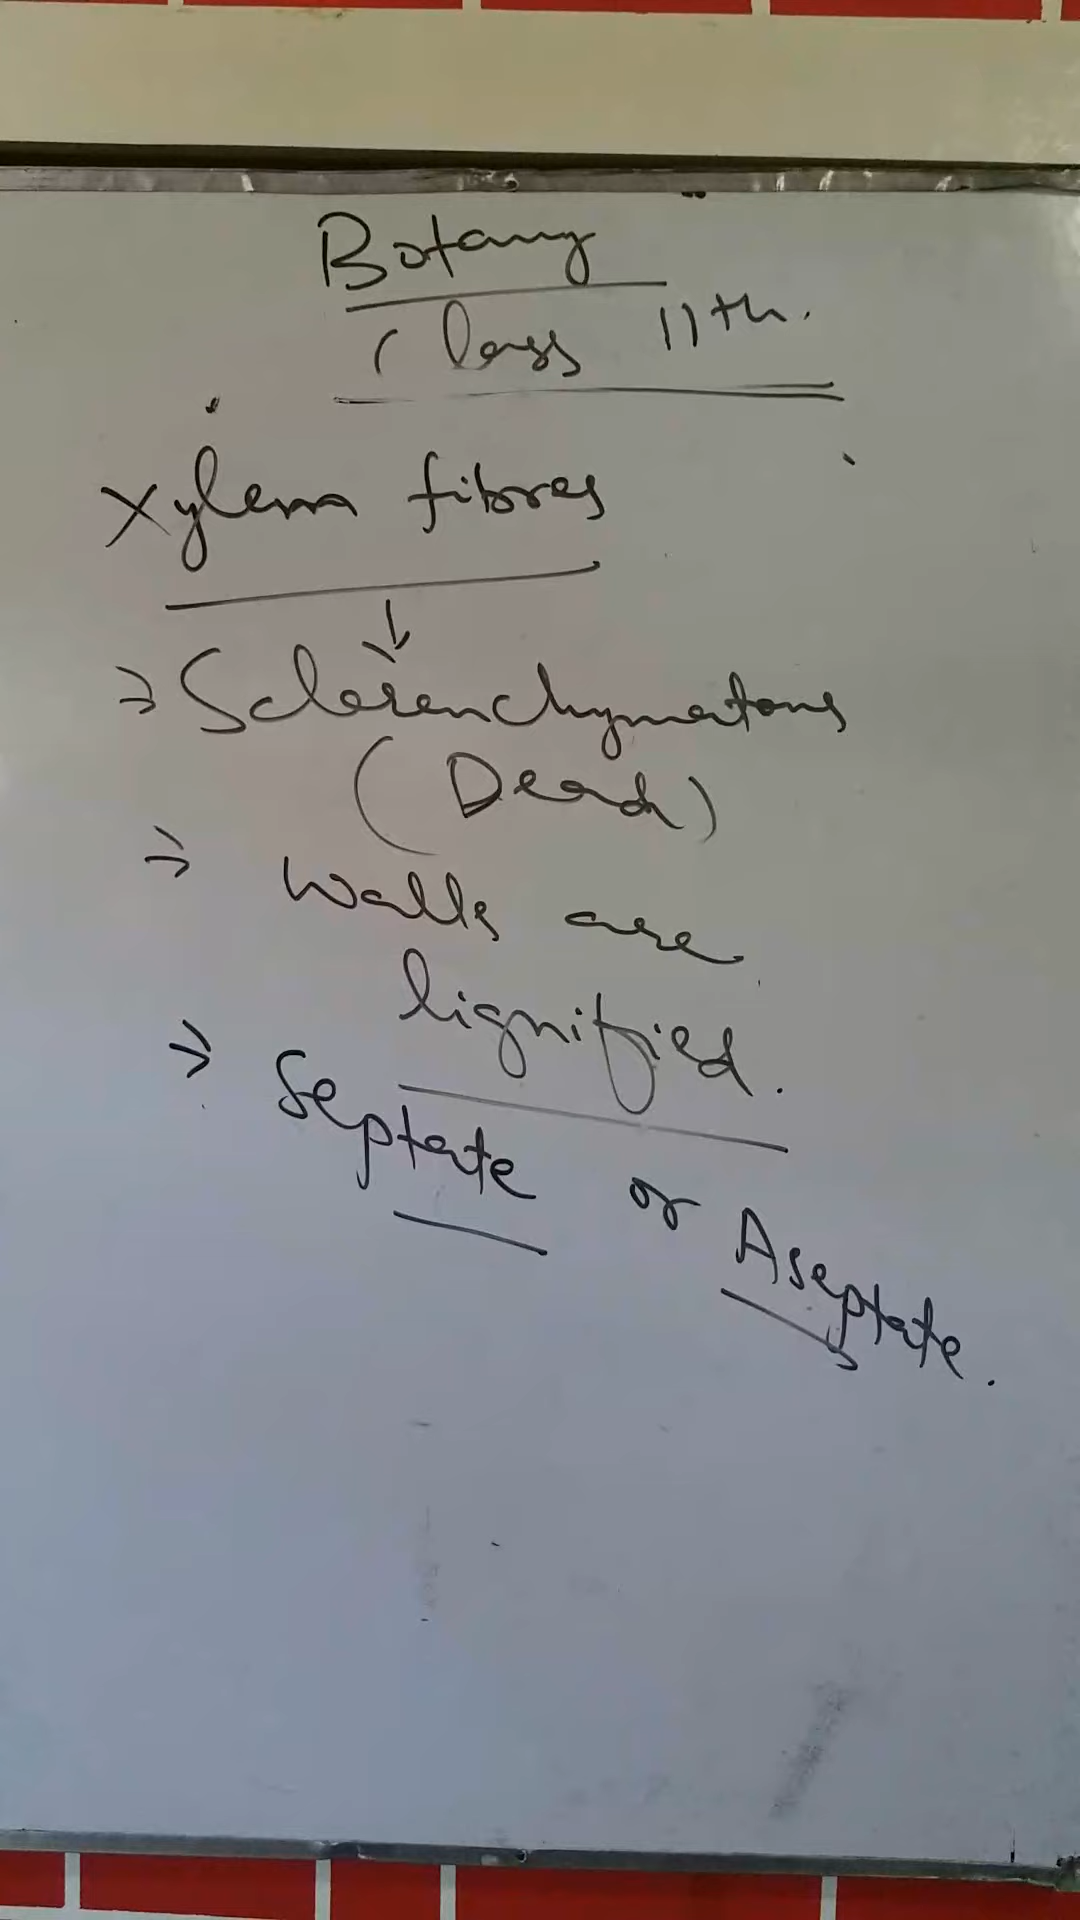 Botany
Class 11th.
Xylem fibres
↓
⇒ Sclerenchymatous
(Dead)
⇒ Walls are
lignified.
⇒ Septate or Aseptate.